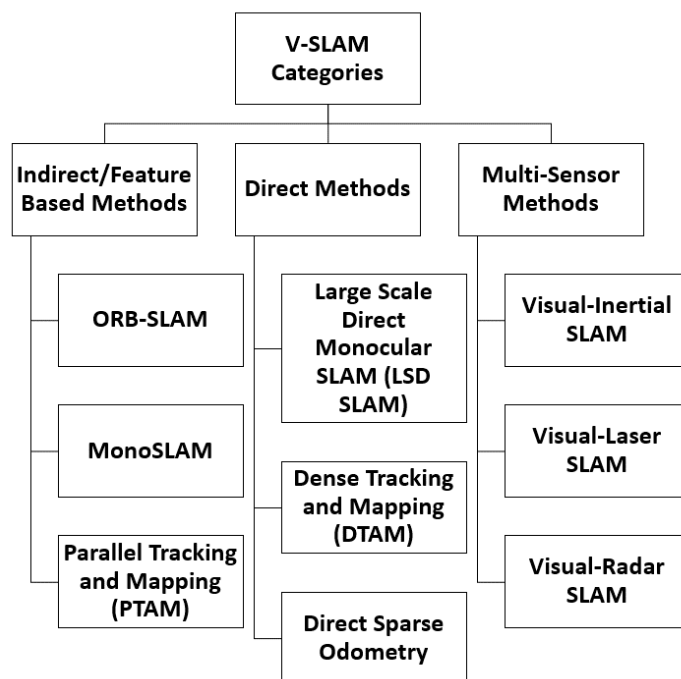 V-SLAM
Categories
Indirect/Feature
Based Methods
ORB-SLAM
MonoSLAM
Parallel Tracking
and Mapping
(PTAM)
Direct Methods
Large Scale
Direct
Monocular
SLAM (LSD
SLAM)
Dense Tracking
and Mapping
(DTAM)
Direct Sparse
Odometry
Multi-Sensor
Methods
Visual-Inertial
SLAM
Visual-Laser
SLAM
Visual-Radar
SLAM